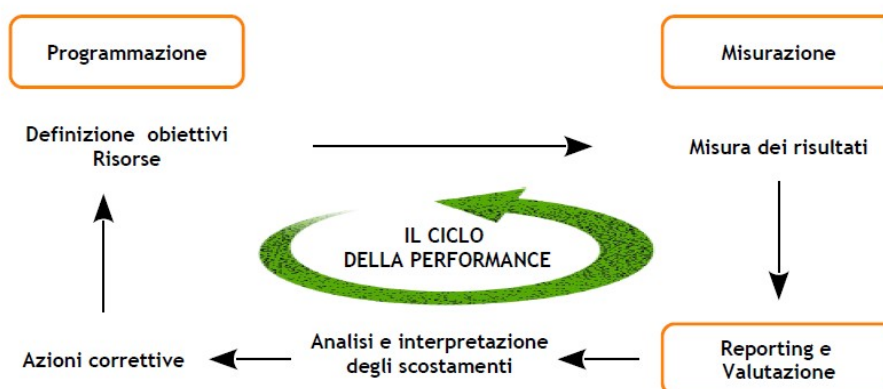 Programmazione
Misurazione
Definizione obiettivi
Risorse
Misura dei risultati
IL CICLO
DELLA PERFORMANCE
Analisi e interpretazione
degli scostamenti
Azioni correttive
Reporting e
Valutazione